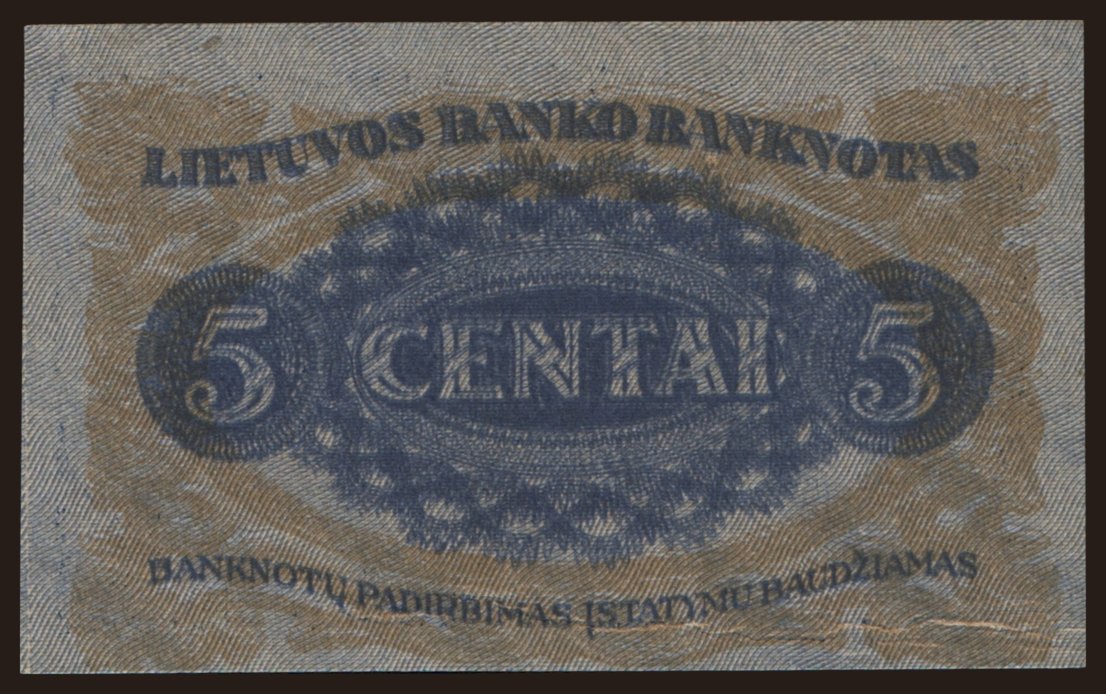 LIETUVOS BANKO BANKNOTAS
5 CENTAI 5
BANKNOTŲ PADIRBIMAS ĮSTATYMU BAUDŽIAMAS